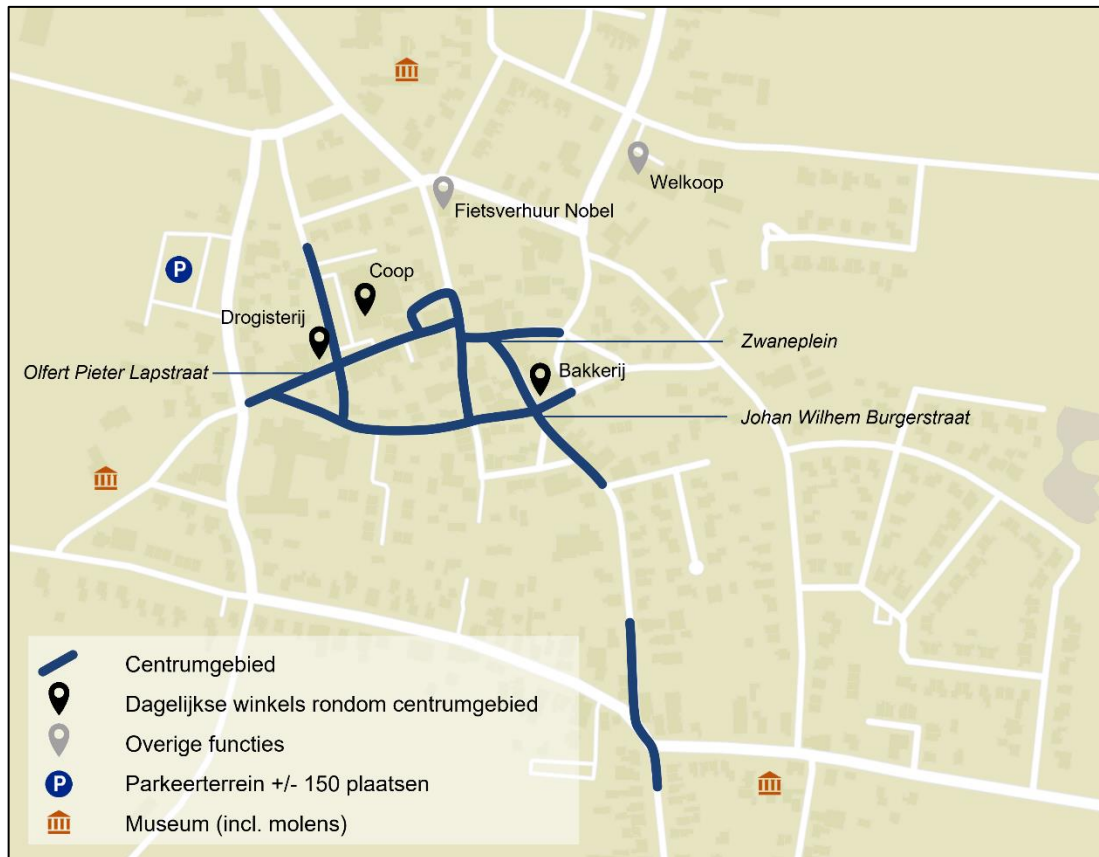 Welkoop
Fietsverhuur Nobel
P
Coop
Drogisterij
Zwaneplein
Olfert Pieter Lapstraat
Bakkerij
Johan Wilhem Burgerstraat
Centrumgebied
Dagelijkse winkels rondom centrumgebied
Overige functies
P Parkeerterrein +/- 150 plaatsen
Museum (incl. molens)